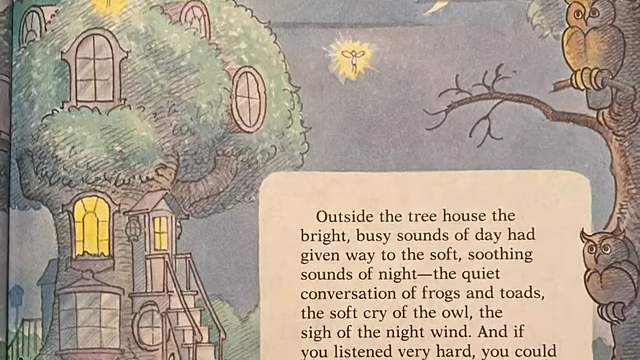 Outside the tree house the
bright, busy sounds of day had
given way to the soft, soothing
sounds of night—the quiet
conversation of frogs and toads,
the soft cry of the owl, the
sigh of the night wind. And if
you listened very hard, you could